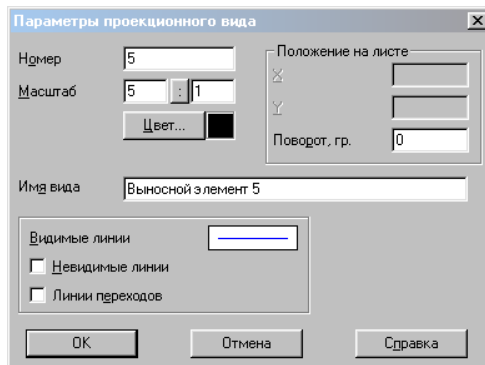 Параметры проекционного вида
Номер
5
Масштаб
5 : 1
Цвет...
Положение на листе
X
Y
Поворот, гр.
0
Имя вида
Выносной элемент 5
Видимые линии
Невидимые линии
Линии переходов
OK
Отмена
Справка